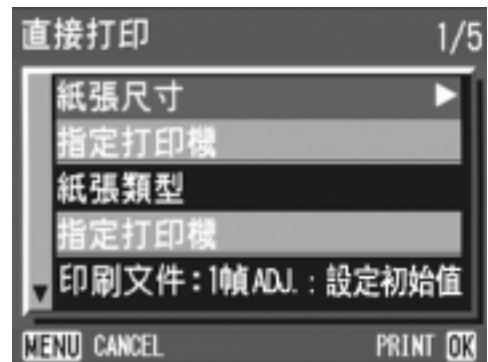 直接打印 1/5
紙張尺寸
指定打印機
紙張類型
指定打印機
印刷文件：1幀 ADJ.：設定初始值
MENU CANCEL PRINT OK